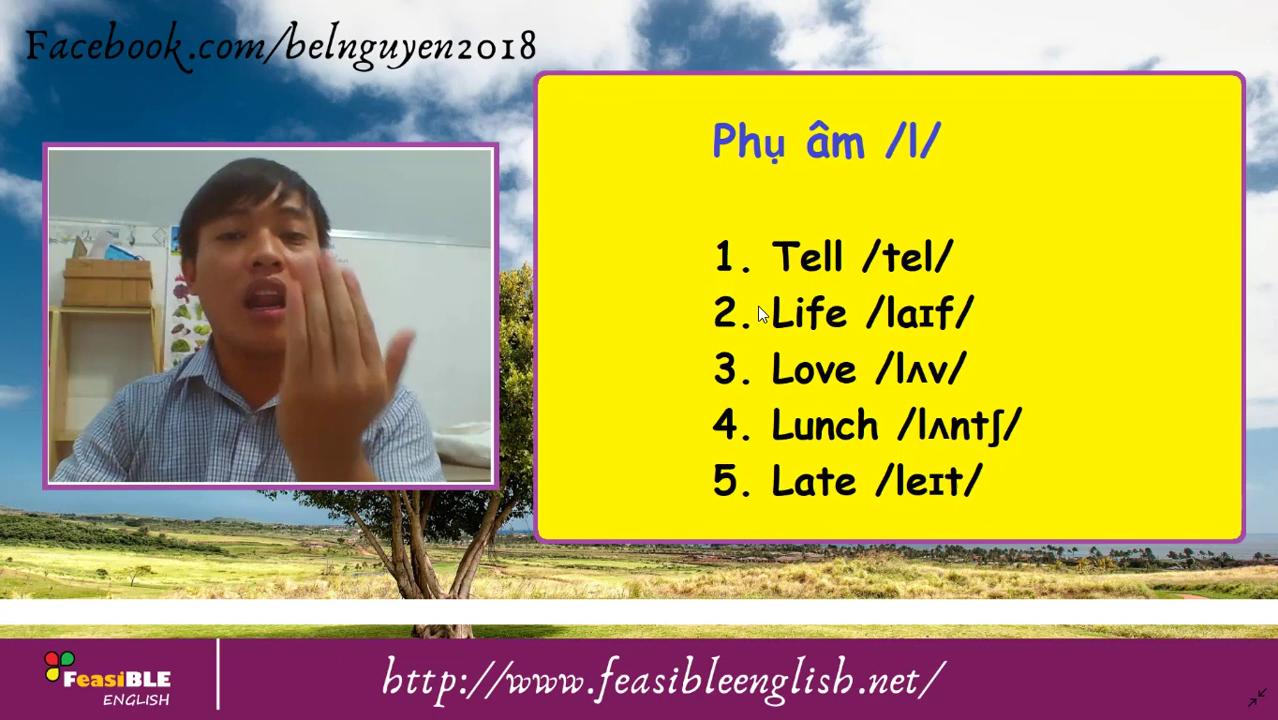 Facebook.com/belnguyen2018
Phụ âm /l/
1. Tell /tel/
2. Life /laɪf/
3. Love /lʌv/
4. Lunch /lʌntʃ/
5. Late /leɪt/
FeasiBLE
ENGLISH
http://www.feasibleenglish.net/